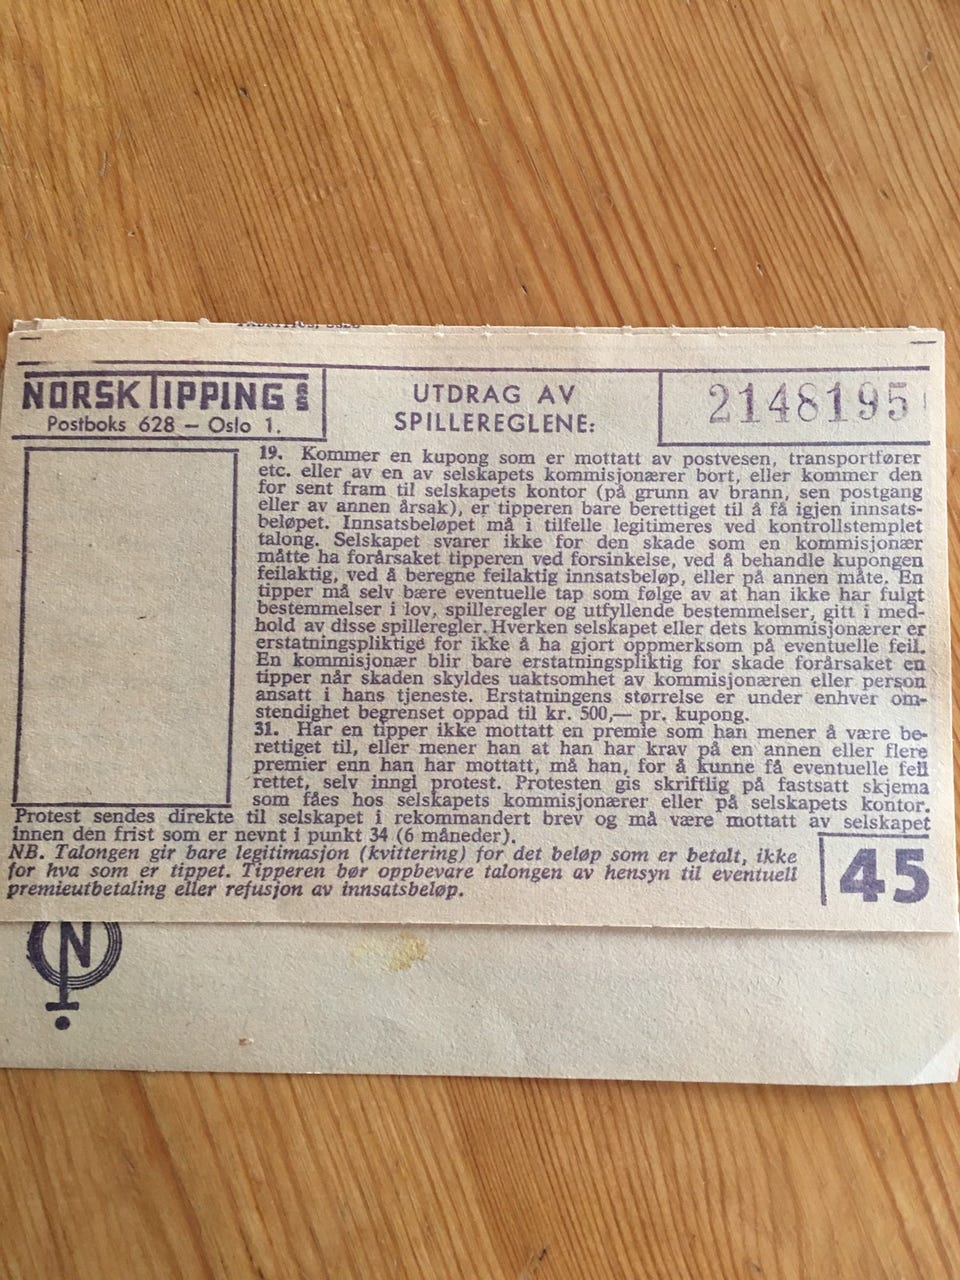 NORSK TIPPING A/S
Postboks 628 — Oslo 1.
UTDRAG AV
SPILLEREGLENE:
2148195
19. Kommer en kupong som er mottatt av postvesen, transportfører
etc. eller av en av selskapets kommisjonærer bort, eller kommer den
for sent fram til selskapets kontor (på grunn av brann, sen postgang
eller av annen årsak), er tipperen bare berettiget til å få igjen innsats-
beløpet. Innsatsbeløpet må i tilfelle legitimeres ved kontrollstemplet
talong. Selskapet svarer ikke for den skade som en kommisjonær
måtte ha forårsaket tipperen ved forsinkelse, ved å behandle kupongen
feilaktig, ved å beregne feilaktig innsatsbeløp, eller på annen måte. En
tipper må selv bære eventuelle tap som følge av at han ikke har fulgt
bestemmelser i lov, spilleregler og utfyllende bestemmelser, gitt i med-
hold av disse spilleregler. Hverken selskapet eller dets kommisjonærer er
erstatningspliktige for ikke å ha gjort oppmerksom på eventuelle feil.
En kommisjonær blir bare erstatningspliktig for skade forårsaket en
tipper når skaden skyldes uaktsomhet av kommisjonæren eller person
ansatt i hans tjeneste. Erstatningens størrelse er under enhver om-
stendighet begrenset oppad til kr. 500,— pr. kupong.
31. Har en tipper ikke mottatt en premie som han mener å være be-
rettiget til, eller mener han at han har krav på en annen eller flere
premier enn han har mottatt, må han, for å kunne få eventuelle feil
rettet, selv inngi protest. Protesten gis skriftlig på fastsatt skjema
som fåes hos selskapets kommisjonærer eller på selskapets kontor.
Protest sendes direkte til selskapet i rekommandert brev og må være mottatt av selskapet
innen den frist som er nevnt i punkt 34 (6 måneder).
NB. Talongen gir bare legitimasjon (kvittering) for det beløp som er betalt, ikke
for hva som er tippet. Tipperen bør oppbevare talongen av hensyn til eventuell
premieutbetaling eller refusjon av innsatsbeløp.
45